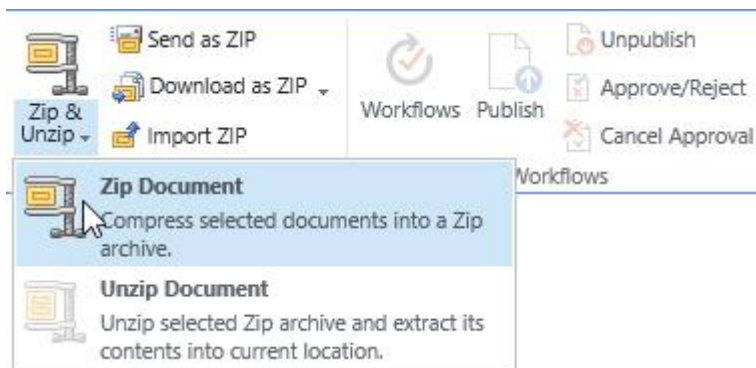 Send as ZIP
Download as ZIP
Import ZIP
Zip &
Unzip
Workflows
Publish
Unpublish
Approve/Reject
Cancel Approval
Workflows
Zip Document
Compress selected documents into a Zip
archive.
Unzip Document
Unzip selected Zip archive and extract its
contents into current location.